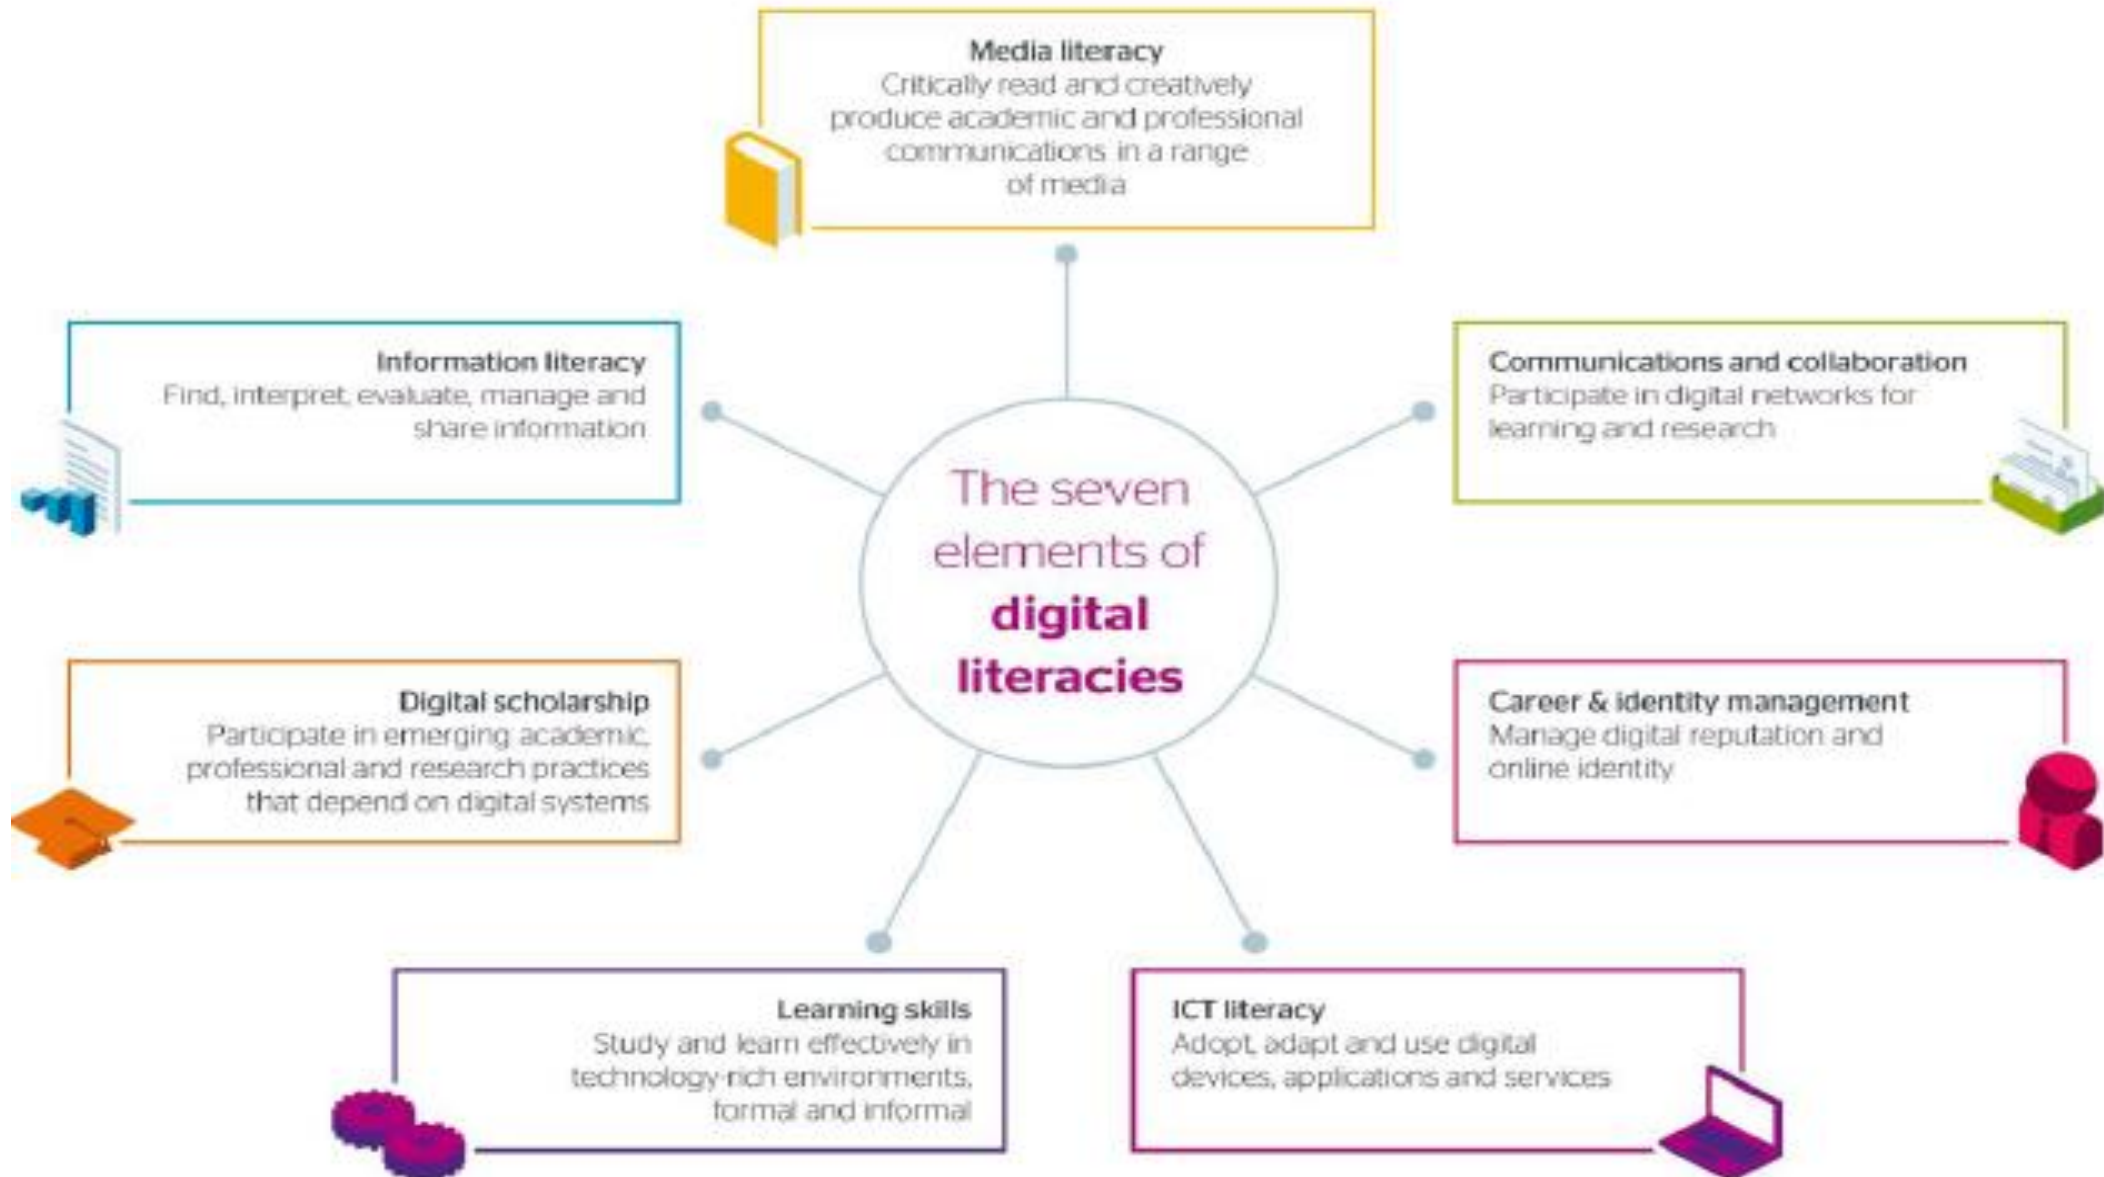 Media literacy
Critically read and creatively
produce academic and professional
communications in a range
of media
Information literacy
Find, interpret, evaluate, manage and
share information
Communications and collaboration
Participate in digital networks for
learning and research
The seven
elements of
digital
literacies
Digital scholarship
Participate in emerging academic,
professional and research practices
that depend on digital systems
Career & identity management
Manage digital reputation and
online identity
Learning skills
Study and learn effectively in
technology-rich environments,
formal and informal
ICT literacy
Adopt, adapt and use digital
devices, applications and services